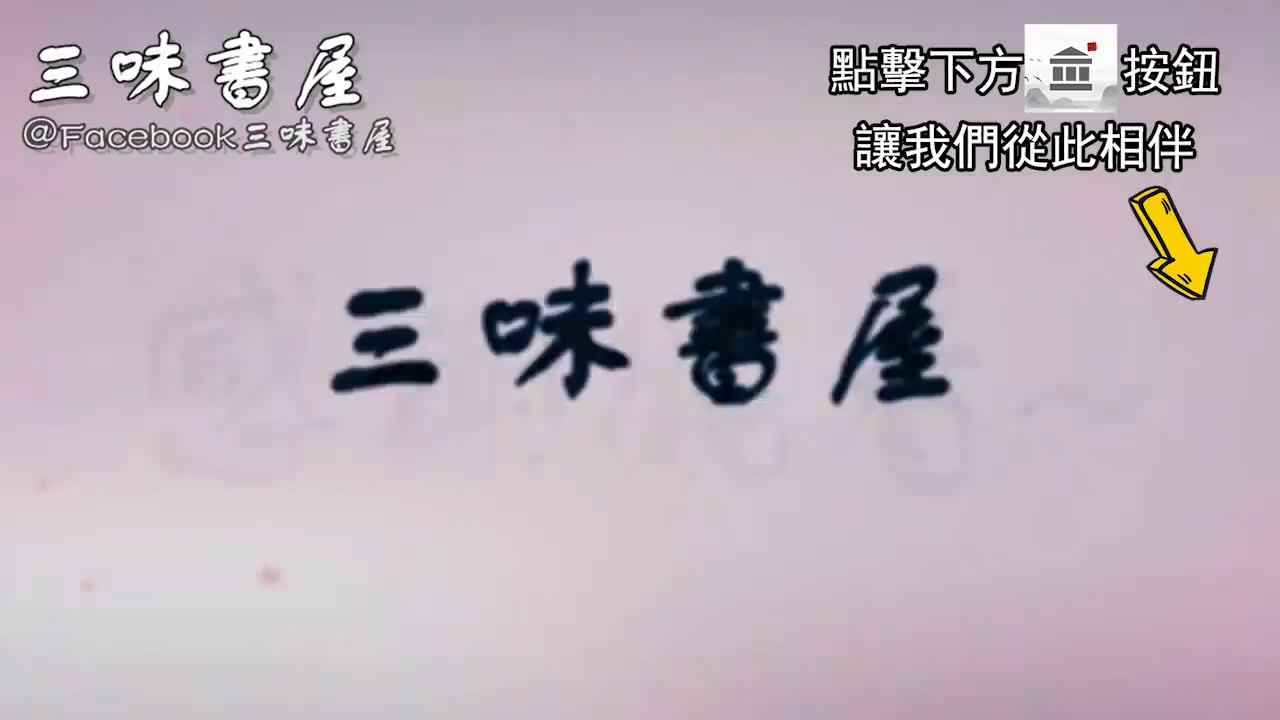 三味書屋
@Facebook三味書屋
點擊下方 按鈕
讓我們從此相伴
三味書屋